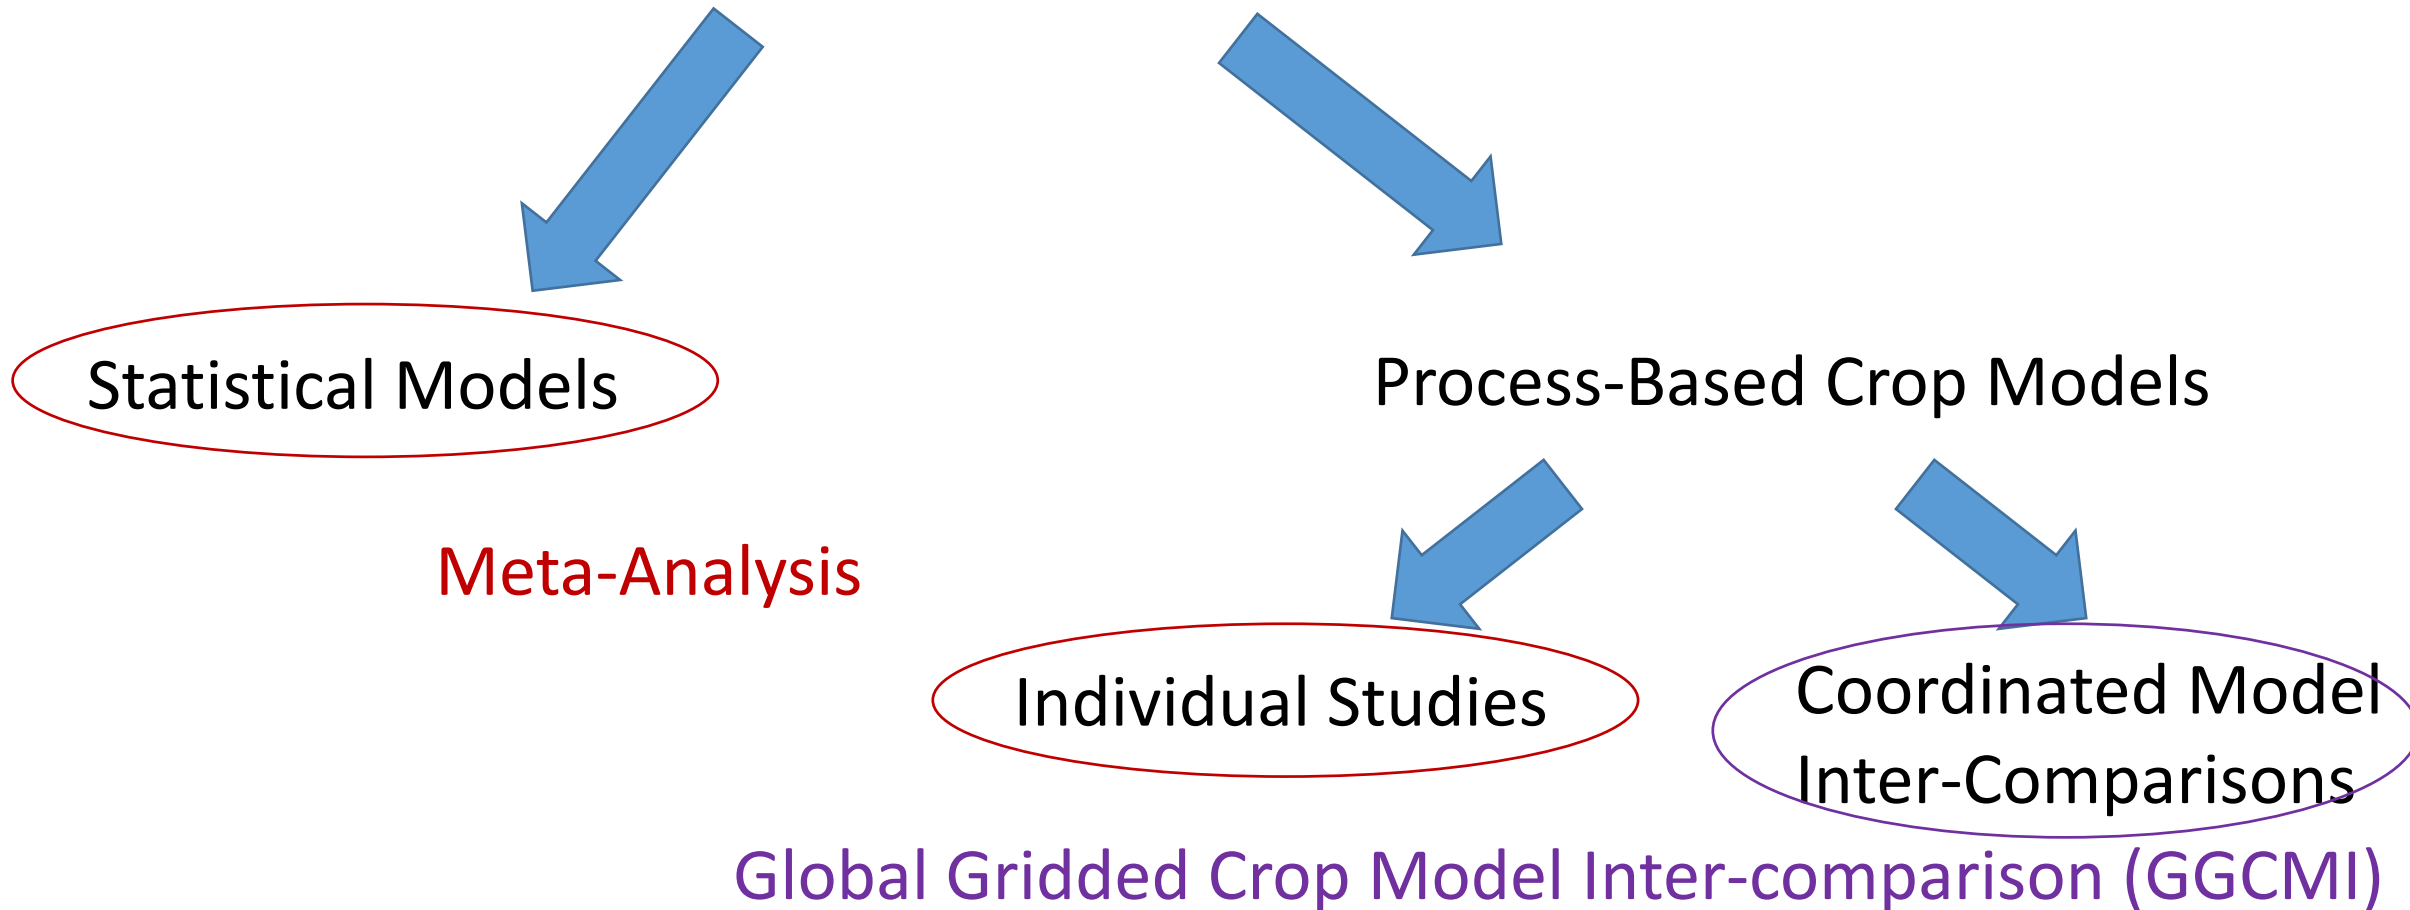 Statistical Models
Process-Based Crop Models
Meta-Analysis
Individual Studies
Coordinated Model
Inter-Comparisons
Global Gridded Crop Model Inter-comparison (GGCMI)